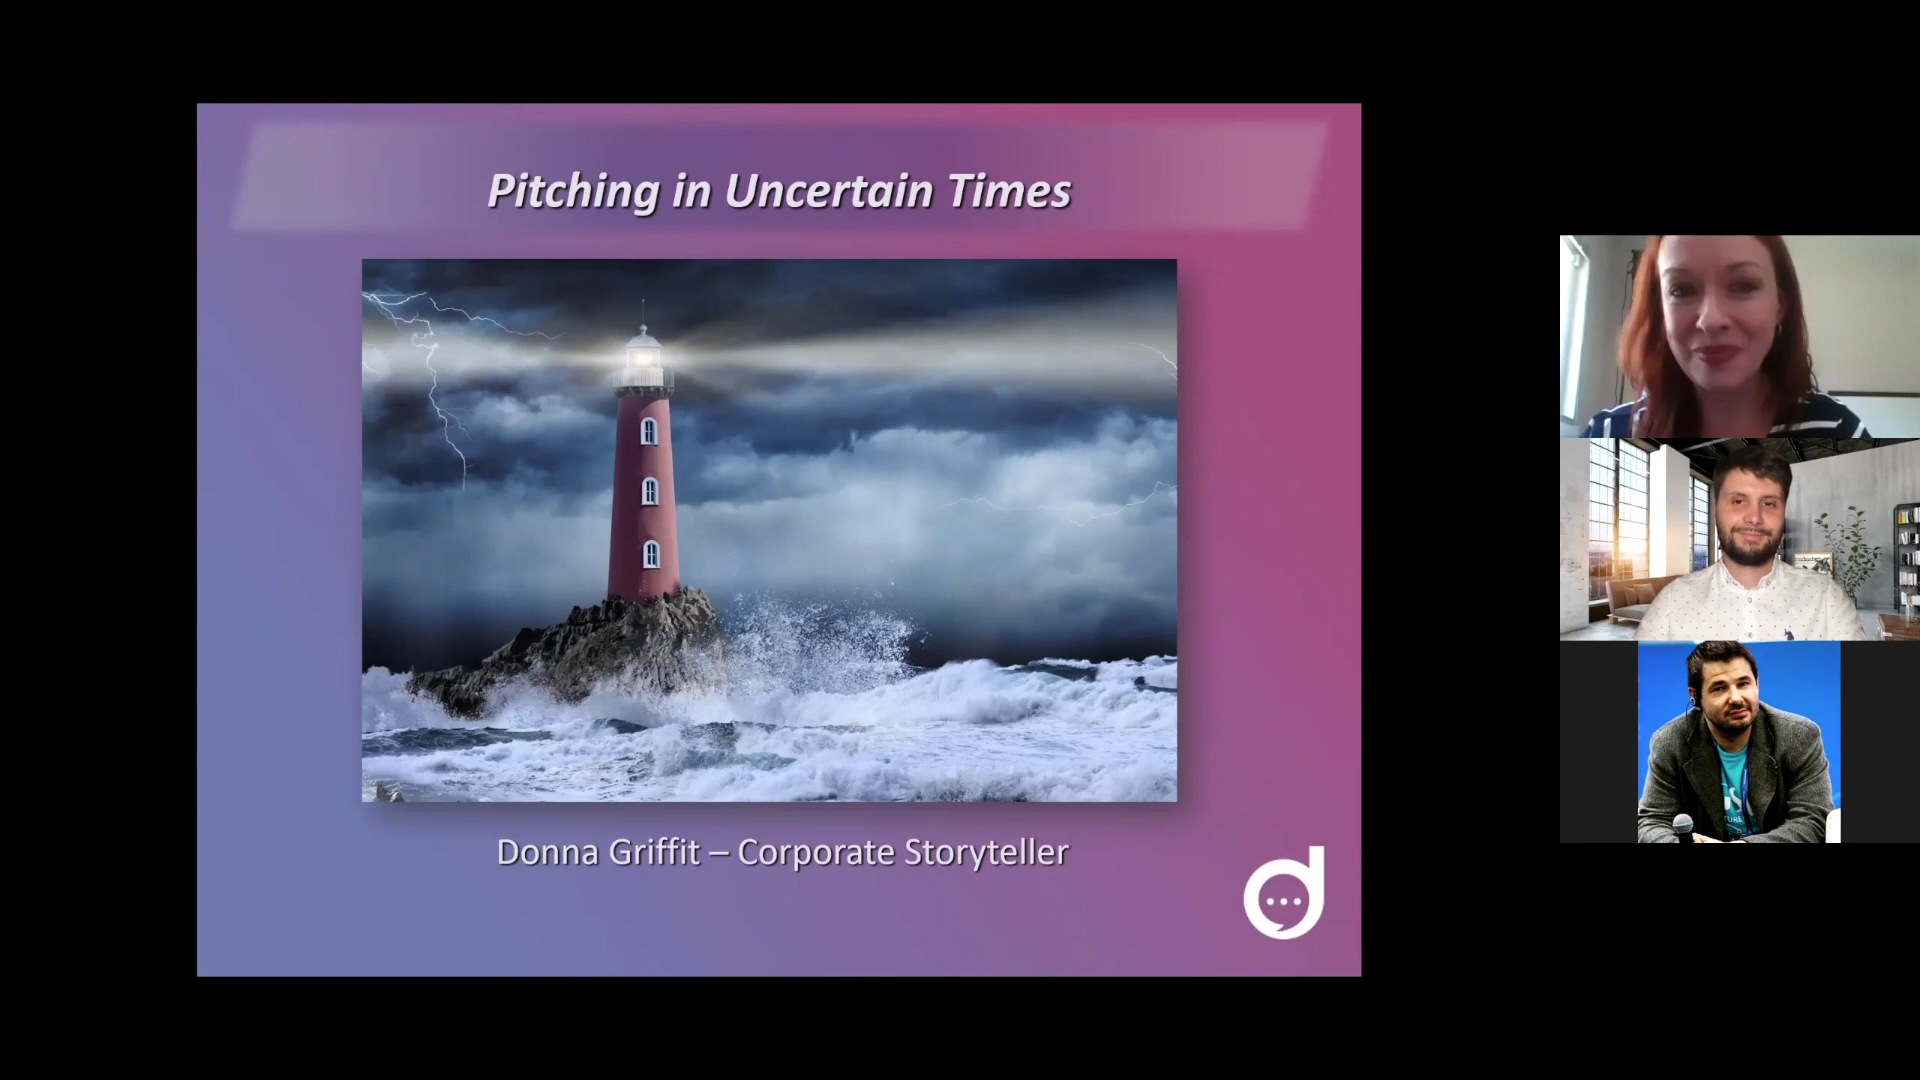 Pitching in Uncertain Times
Donna Griffit – Corporate Storyteller